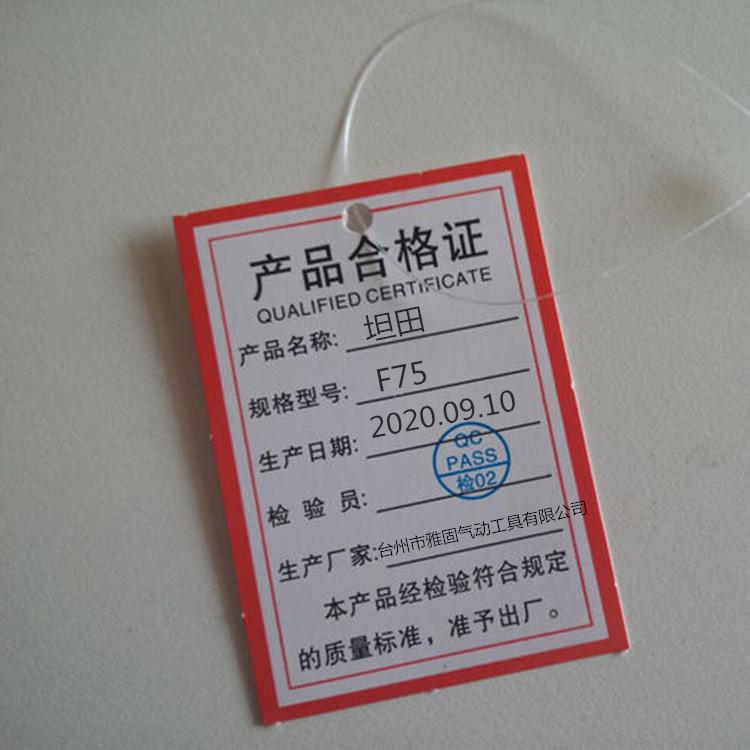 产品合格证
QUALIFIED CERTIFICATE
产品名称: 坦田
规格型号: F75
生产日期: 2020.09.10
QC
PASS
检02
检 验 员:
生产厂家: 台州市雅固气动工具有限公司
本产品经检验符合规定
的质量标准，准予出厂。